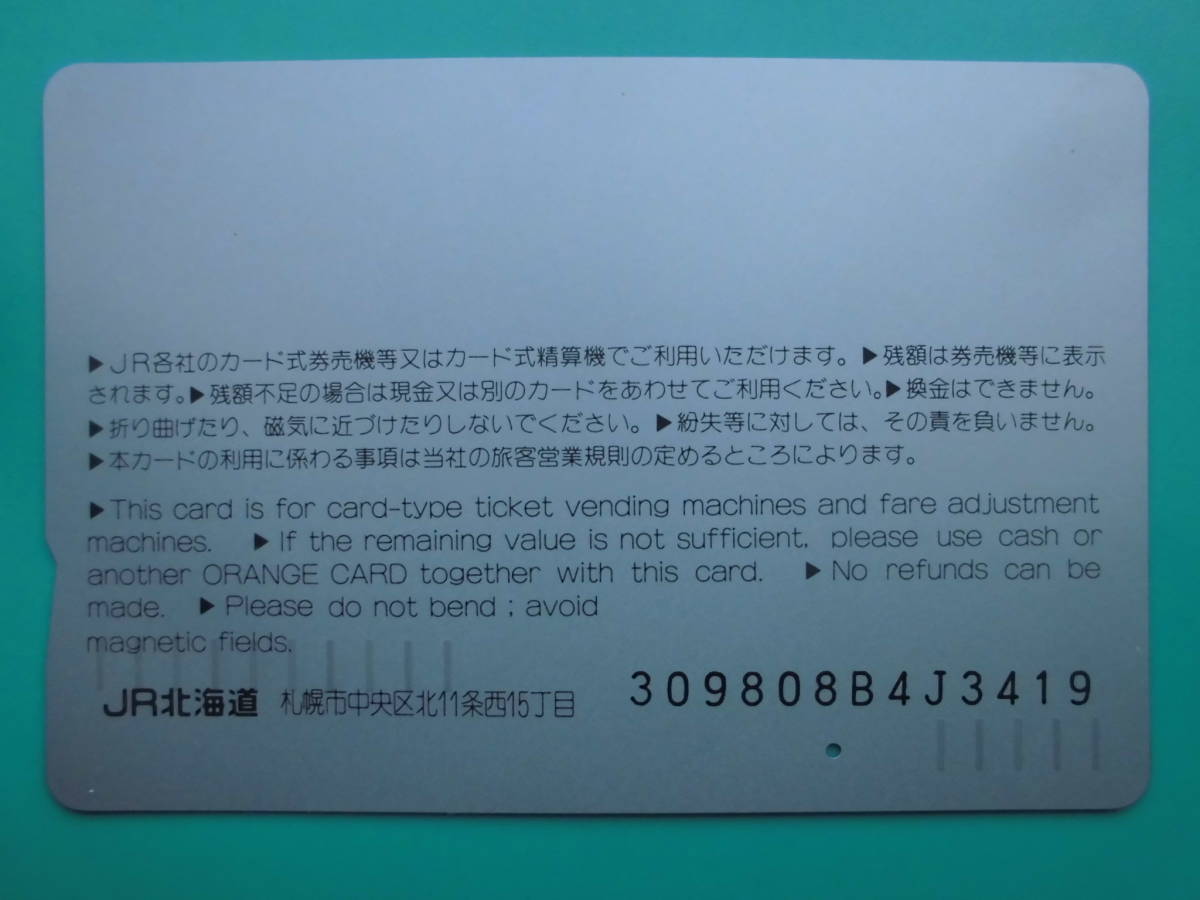 ▶JR各社のカード式券売機等又はカード式精算機でご利用いただけます。▶残額は券売機等に表示
されます。▶残額不足の場合は現金又は別のカードをあわせてご利用ください。▶換金はできません。
▶折り曲げたり、磁気に近づけたりしないでください。▶紛失等に対しては、その責を負いません。
▶本カードの利用に係わる事項は当社の旅客営業規則の定めるところによります。
▶This card is for card-type ticket vending machines and fare adjustment
machines. ▶If the remaining value is not sufficient, please use cash or
another ORANGE CARD together with this card. ▶No refunds can be
made. ▶Please do not bend ; avoid
magnetic fields.
JR北海道 札幌市中央区北11条西15丁目 309808B4J3419